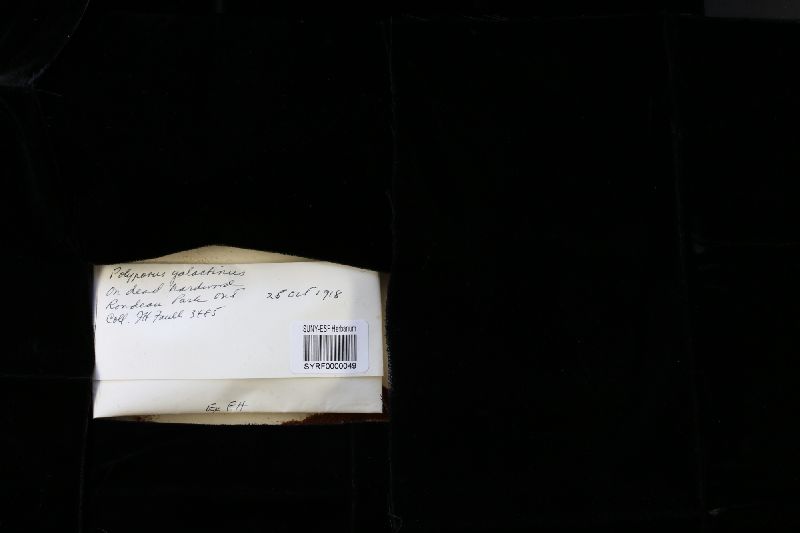 Polyporus galactinus
On dead hardwood
Rondeau Park Ont 25 Oct 1918
Coll. JH Faull 3485
SUNY-ESF Herbarium
SYRF0000049
Ex FH